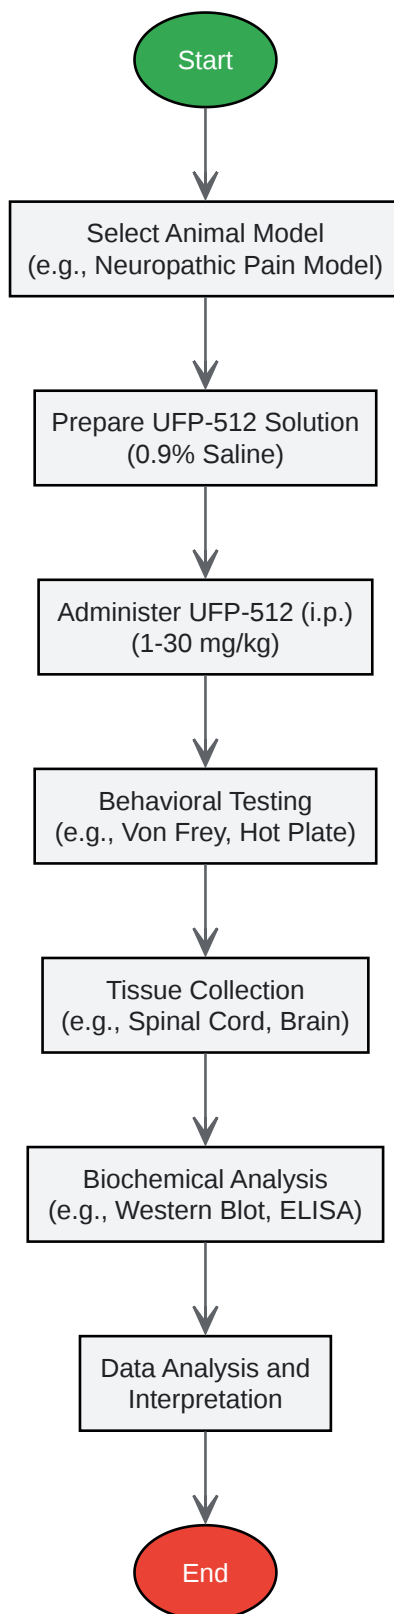 Start
Select Animal Model
(e.g., Neuropathic Pain Model)
Prepare UFP-512 Solution
(0.9% Saline)
Administer UFP-512 (i.p.)
(1-30 mg/kg)
Behavioral Testing
(e.g., Von Frey, Hot Plate)
Tissue Collection
(e.g., Spinal Cord, Brain)
Biochemical Analysis
(e.g., Western Blot, ELISA)
Data Analysis and
Interpretation
End